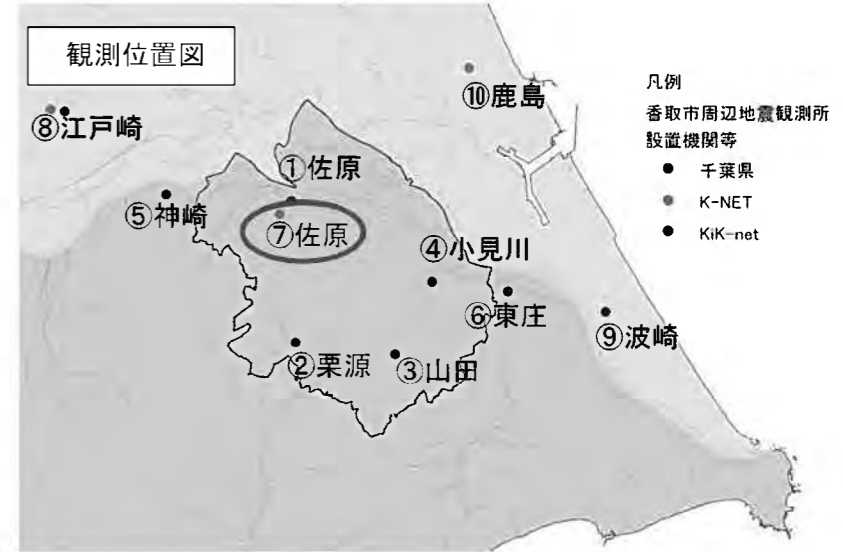 観測位置図
⑩鹿島
⑧江戸崎
①佐原
⑤神崎
⑦佐原
④小見川
⑥東庄
⑨波崎
②栗源
③山田
凡例
香取市周辺地震観測所
設置機関等
千葉県
K-NET
KiK-net